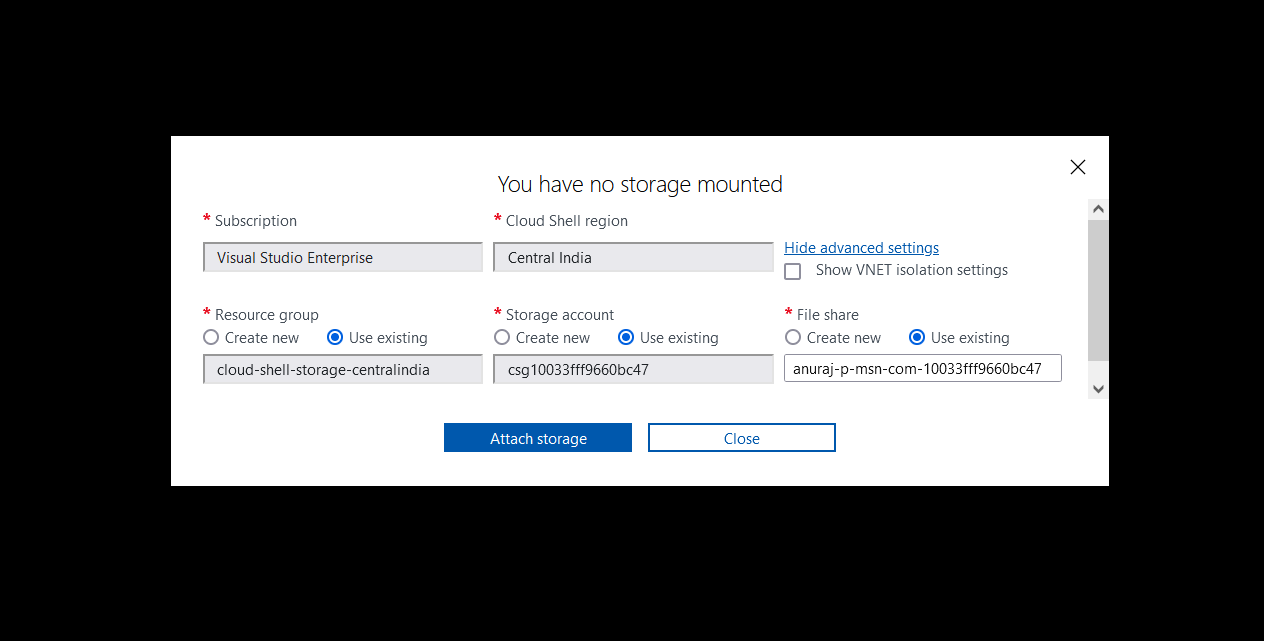 You have no storage mounted
* Subscription
* Cloud Shell region
Visual Studio Enterprise
Central India
Hide advanced settings
Show VNET isolation settings
* Resource group
* Storage account
* File share
Create new
Use existing
Create new
Use existing
Create new
Use existing
cloud-shell-storage-centralindia
csg10033fff9660bc47
anuraj-p-msn-com-10033fff9660bc47
Attach storage
Close